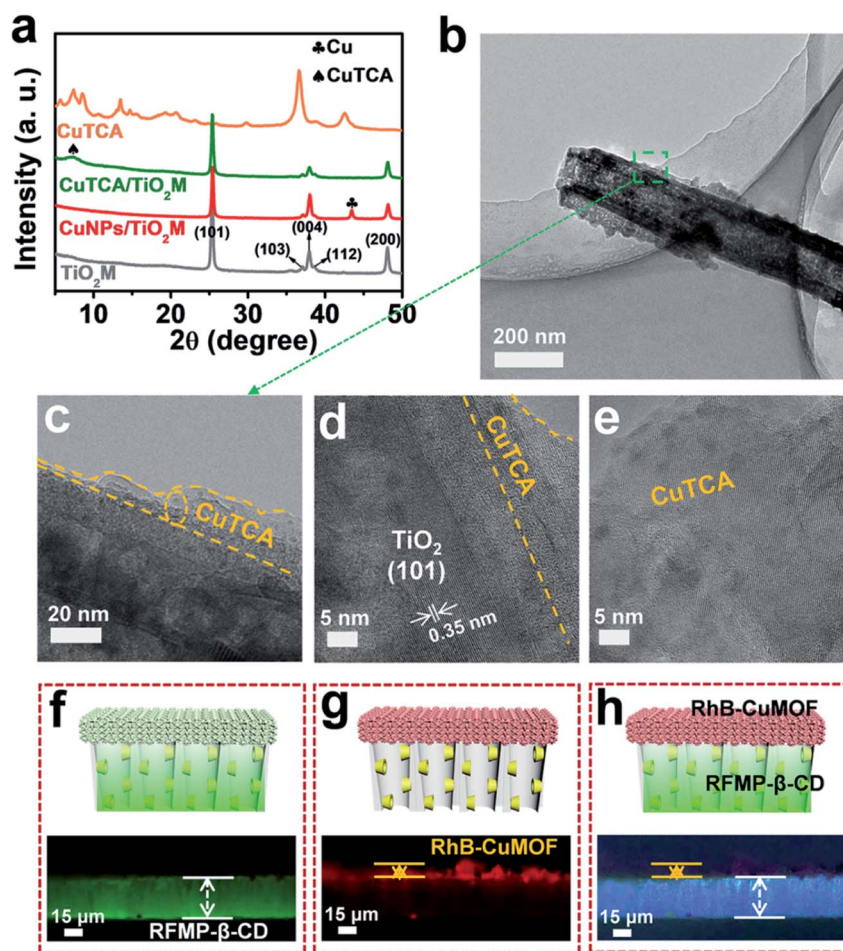 a
♣Cu
♠CuTCA
CuTCA
♠
CuTCA/TiO₂M
♣
CuNPs/TiO₂M
(101)
(103)
(004)
(112)
(200)
TiO₂M
Intensity (a. u.)
10 20 30 40 50
2θ (degree)
b
200 nm
c
CuTCA
20 nm
d
CuTCA
TiO₂
(101)
0.35 nm
5 nm
e
CuTCA
5 nm
f
15 μm
RFMP-β-CD
g
RhB-CuMOF
15 μm
h
RhB-CuMOF
RFMP-β-CD
15 μm